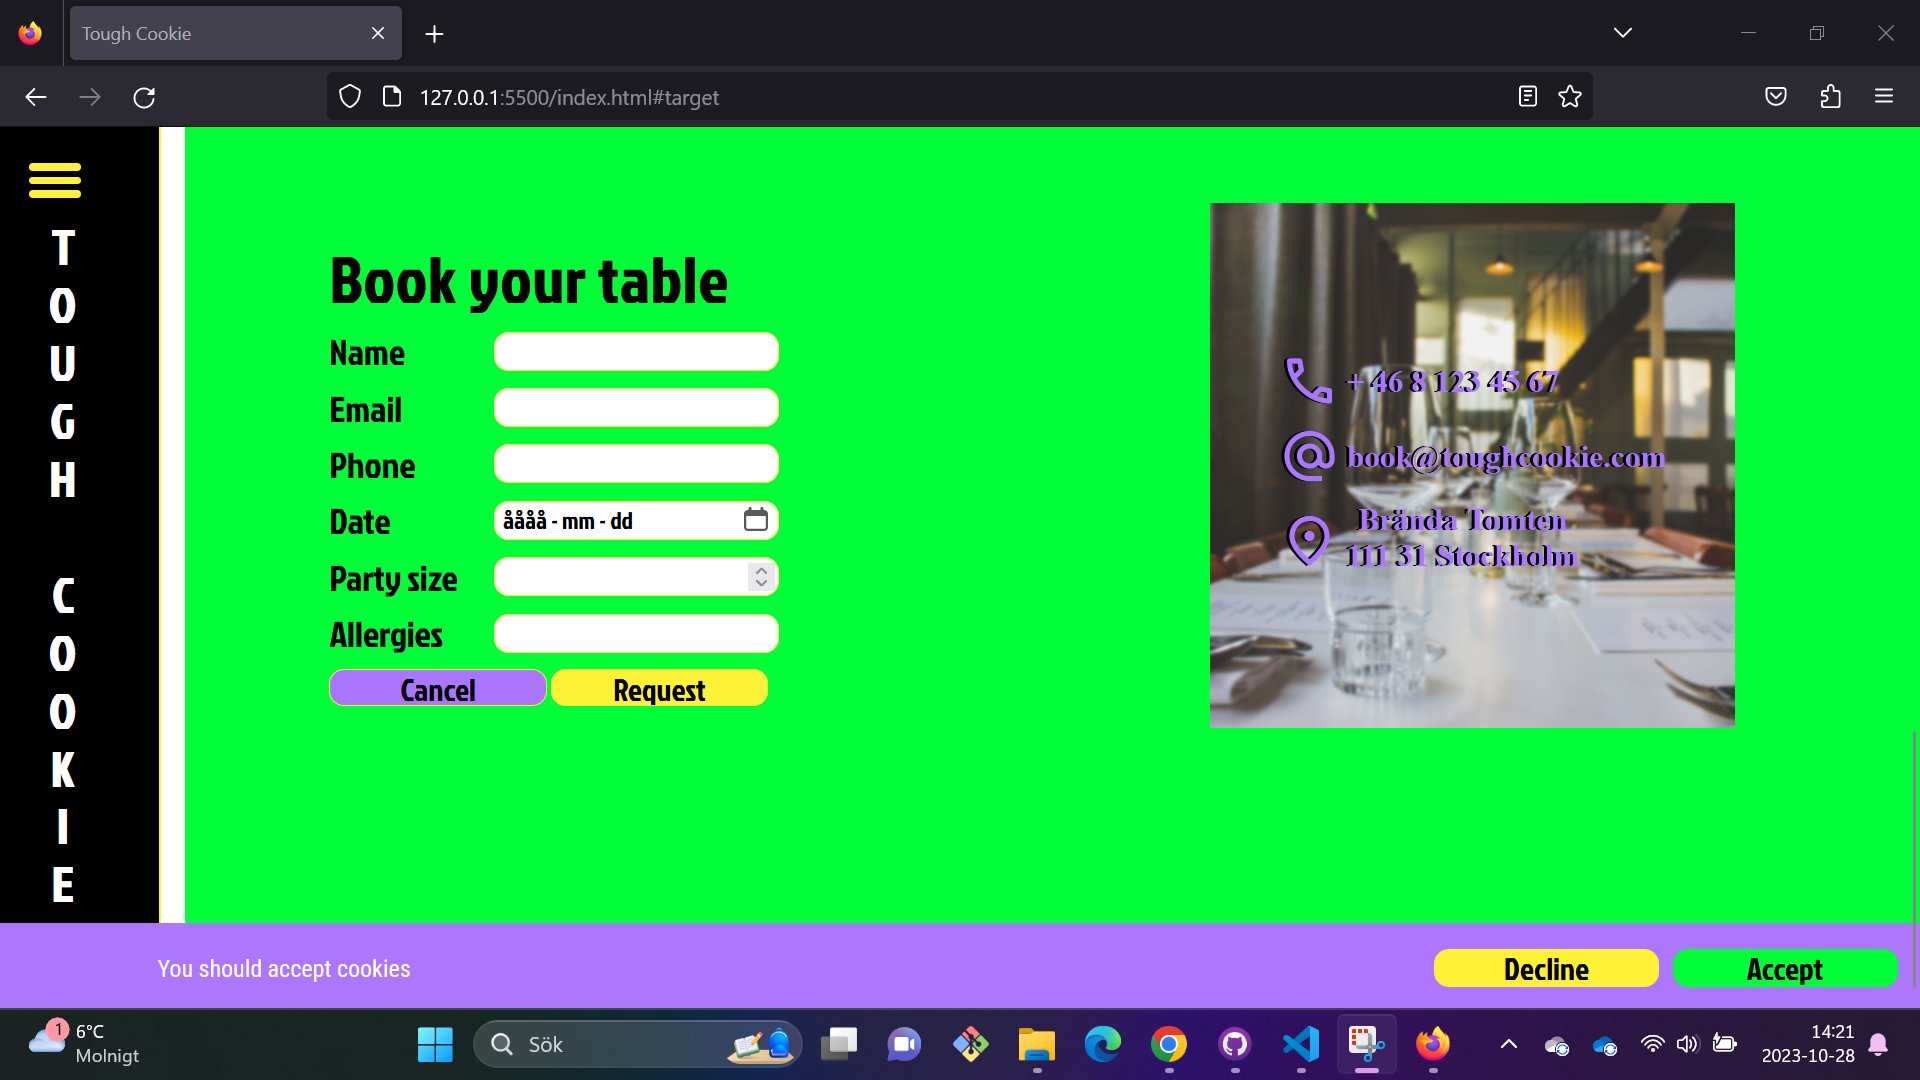 Tough Cookie
127.0.0.1:5500/index.html#target
TOUGH COOKIE
Book your table
Name
Email
Phone
Date
åååå - mm - dd
Party size
Allergies
Cancel
Request
+ 46 8 123 45 67
book@toughcookie.com
Brända Tomten
111 31 Stockholm
You should accept cookies
Decline
Accept
1
6°C
Molnigt
Sök
14:21
2023-10-28